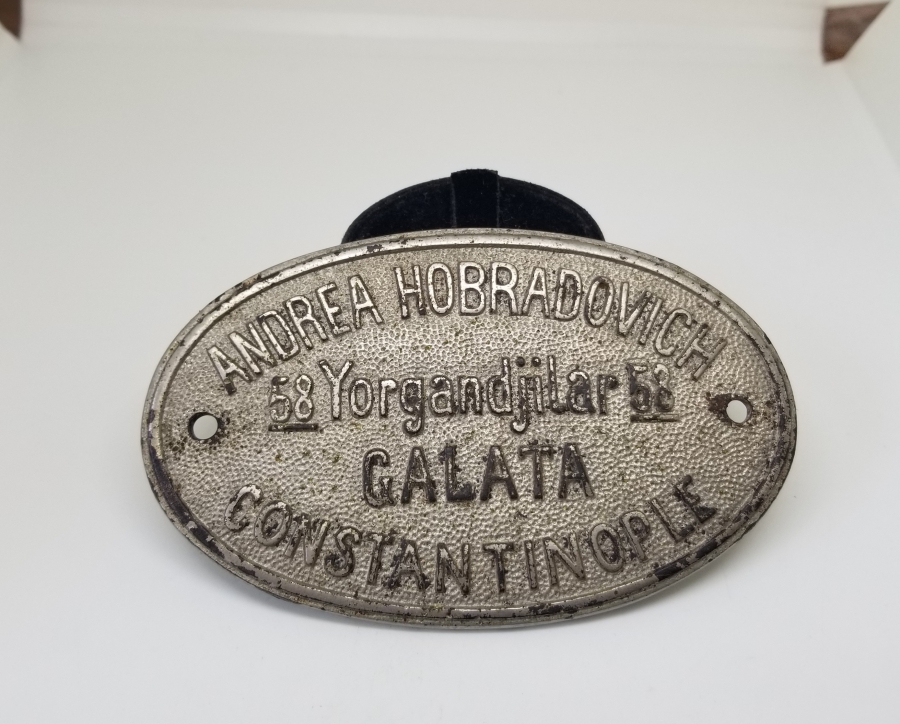 ANDREA HOBRADOVICH
58 Yorgandjilar 58
GALATA
CONSTANTINOPLE